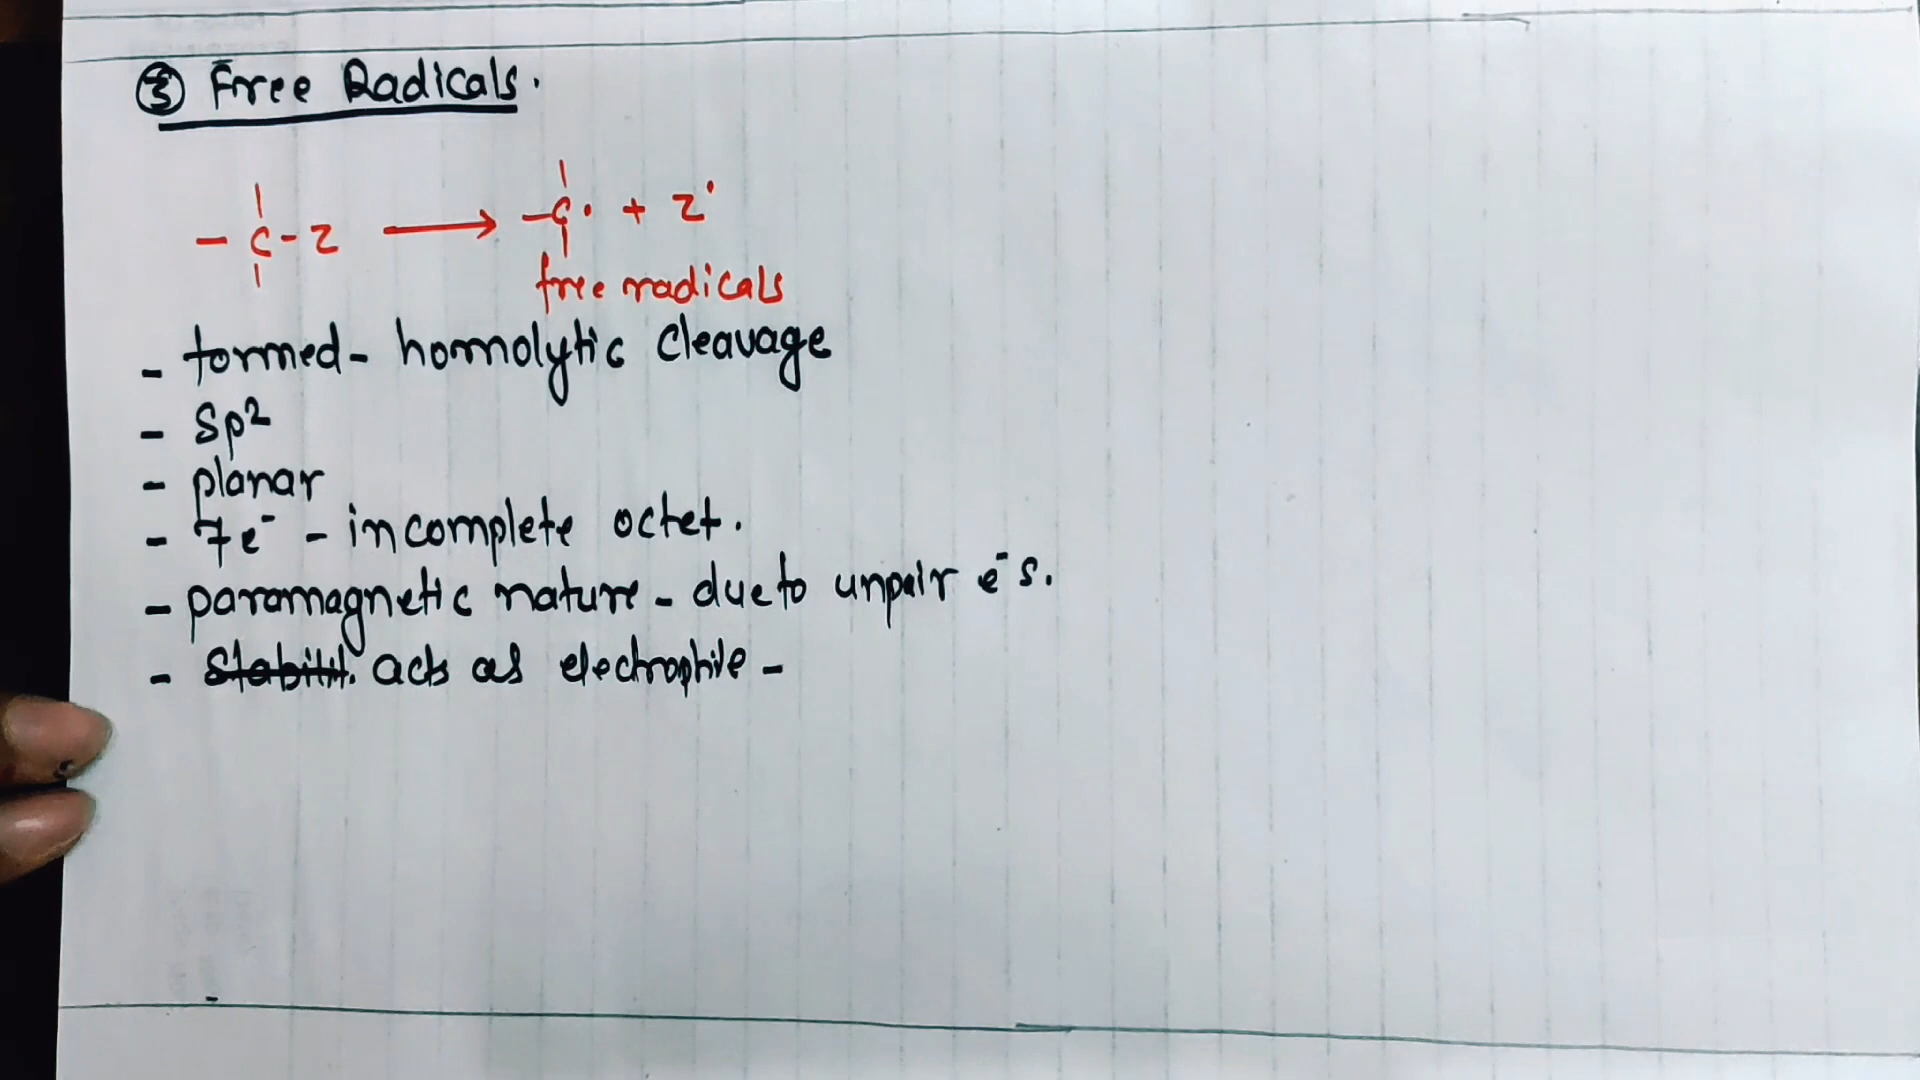 ③ Free Radicals.
- C - Z ⟶ - C · + Z·
free radicals
- formed - homolytic cleavage
- Sp²
- planar
- 7e⁻ - incomplete octet.
- paramagnetic nature - due to unpair e⁻s.
- acts as electrophile -